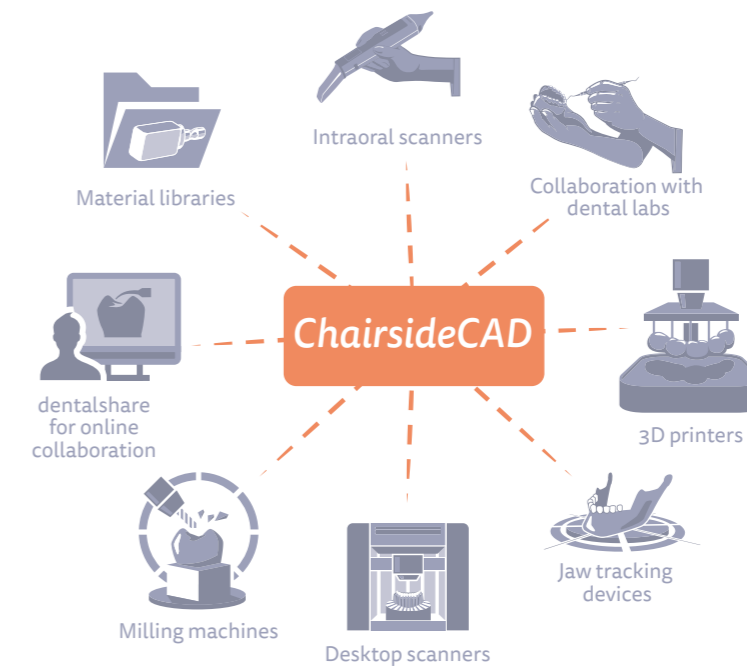 Intraoral scanners
Material libraries
Collaboration with
dental labs
ChairsideCAD
dentalshare
for online
collaboration
3D printers
Jaw tracking
devices
Milling machines
Desktop scanners